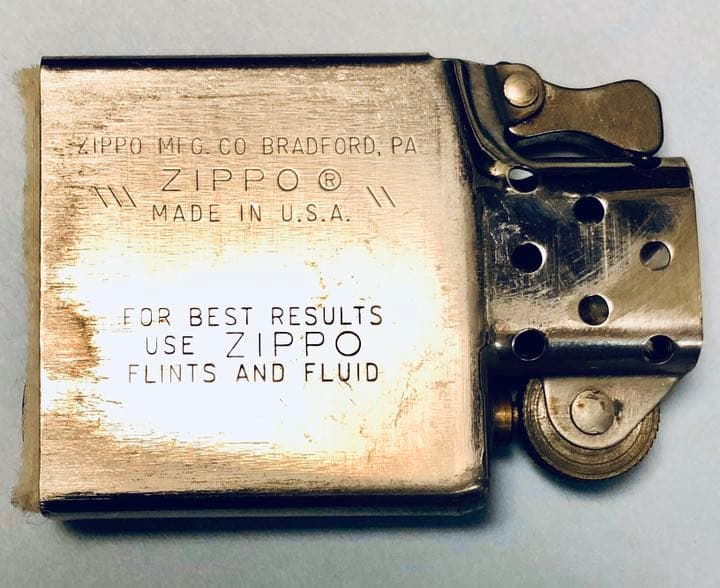 ZIPPO MFG. CO BRADFORD, PA
\\\ ZIPPO ® \\
MADE IN U.S.A.
FOR BEST RESULTS
USE ZIPPO
FLINTS AND FLUID